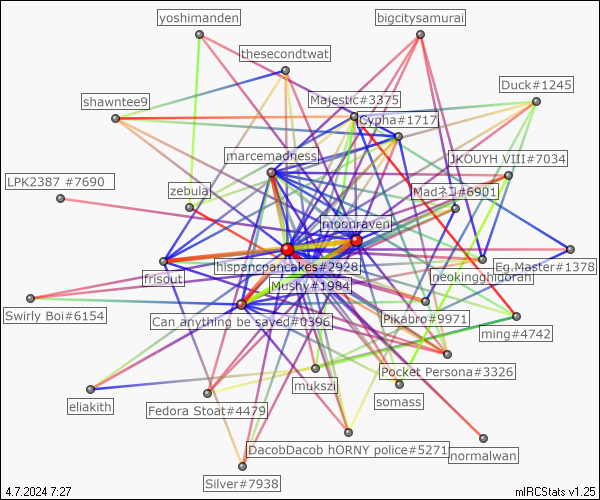 yoshimanden
bigcitysamurai
thesecondtwat
Duck#1245
shawntee9
Majestic#3375
Cypha#1717
marcemadness
JKOUYH VIII#7034
LPK2387 #7690
zebula
Madネコ#6901
moonraven
hispanopancakes#2928
neokingghidorah
Eg.Master#1378
frisout
Mushy#1984
Swirly Boi#6154
Can anything be saved#0396
Pikabro#9971
ming#4742
mukszi
Pocket Persona#3326
eliakith
Fedora Stoat#4479
somass
DacobDacob hORNY police#5271
normalwan
Silver#7938
4.7.2024 7:27
mIRCStats v1.25